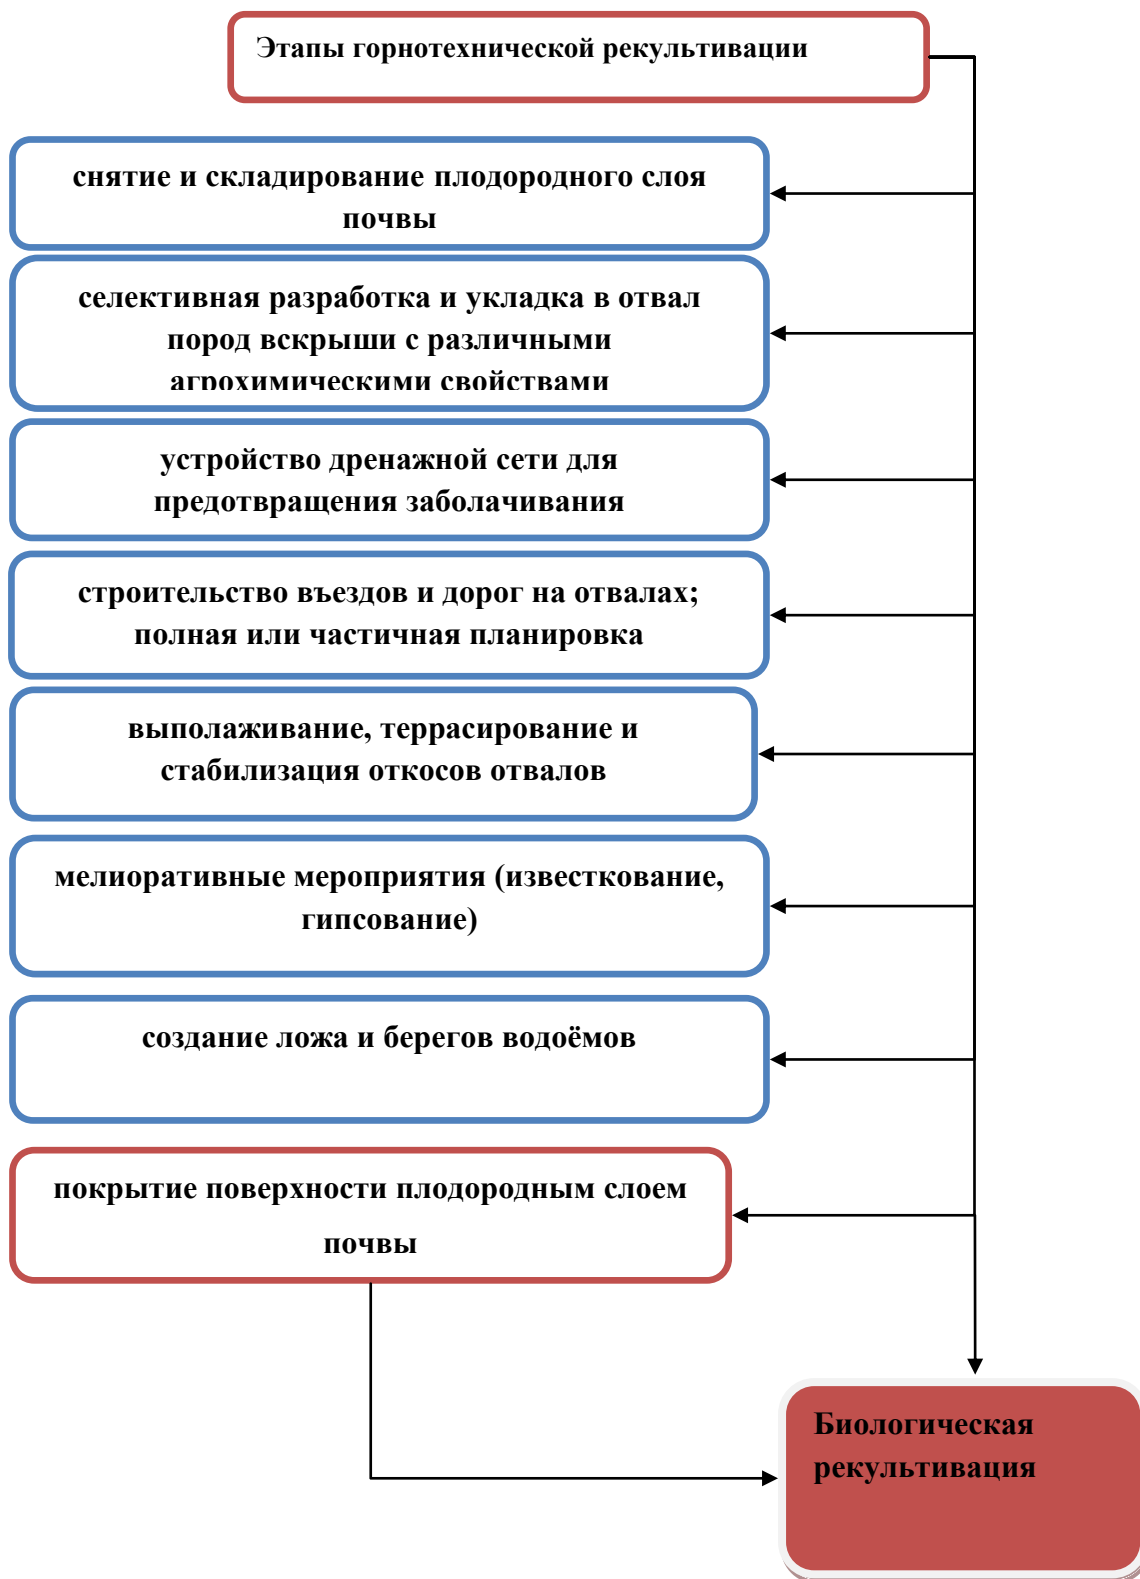 Этапы горнотехнической рекультивации
снятие и складирование плодородного слоя
почвы
селективная разработка и укладка в отвал
пород вскрыши с различными
агрохимическими свойствами
устройство дренажной сети для
предотвращения заболачивания
строительство въездов и дорог на отвалах;
полная или частичная планировка
выполаживание, террасирование и
стабилизация откосов отвалов
мелиоративные мероприятия (известкование,
гипсование)
создание ложа и берегов водоёмов
покрытие поверхности плодородным слоем
почвы
Биологическая
рекультивация